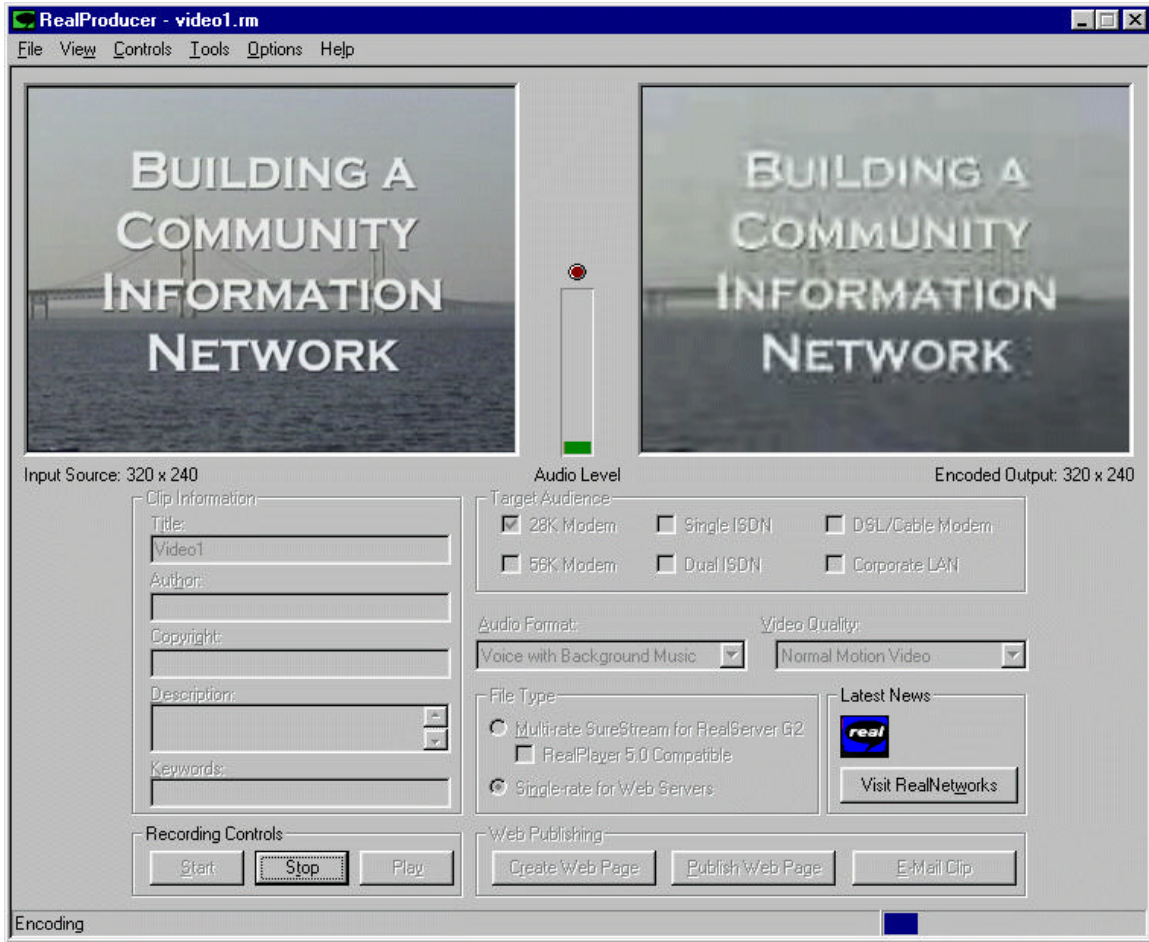 RealProducer - video1.rm
File View Controls Tools Options Help
BUILDING A
COMMUNITY
INFORMATION
NETWORK
BUILDING A
COMMUNITY
INFORMATION
NETWORK
Input Source: 320 x 240
Audio Level
Encoded Output: 320 x 240
Clip Information
Title:
Video1
Author:
Copyright:
Description:
Keywords:
Target Audience
28K Modem Single ISDN DSL/Cable Modem
56K Modem Dual ISDN Corporate LAN
Audio Format: Video Quality:
Voice with Background Music Normal Motion Video
File Type
Multi-rate SureStream for RealServer G2
RealPlayer 5.0 Compatible
Single-rate for Web Servers
Latest News
real
Visit RealNetworks
Recording Controls
Start Stop Play
Web Publishing
Create Web Page Publish Web Page E-Mail Clip
Encoding